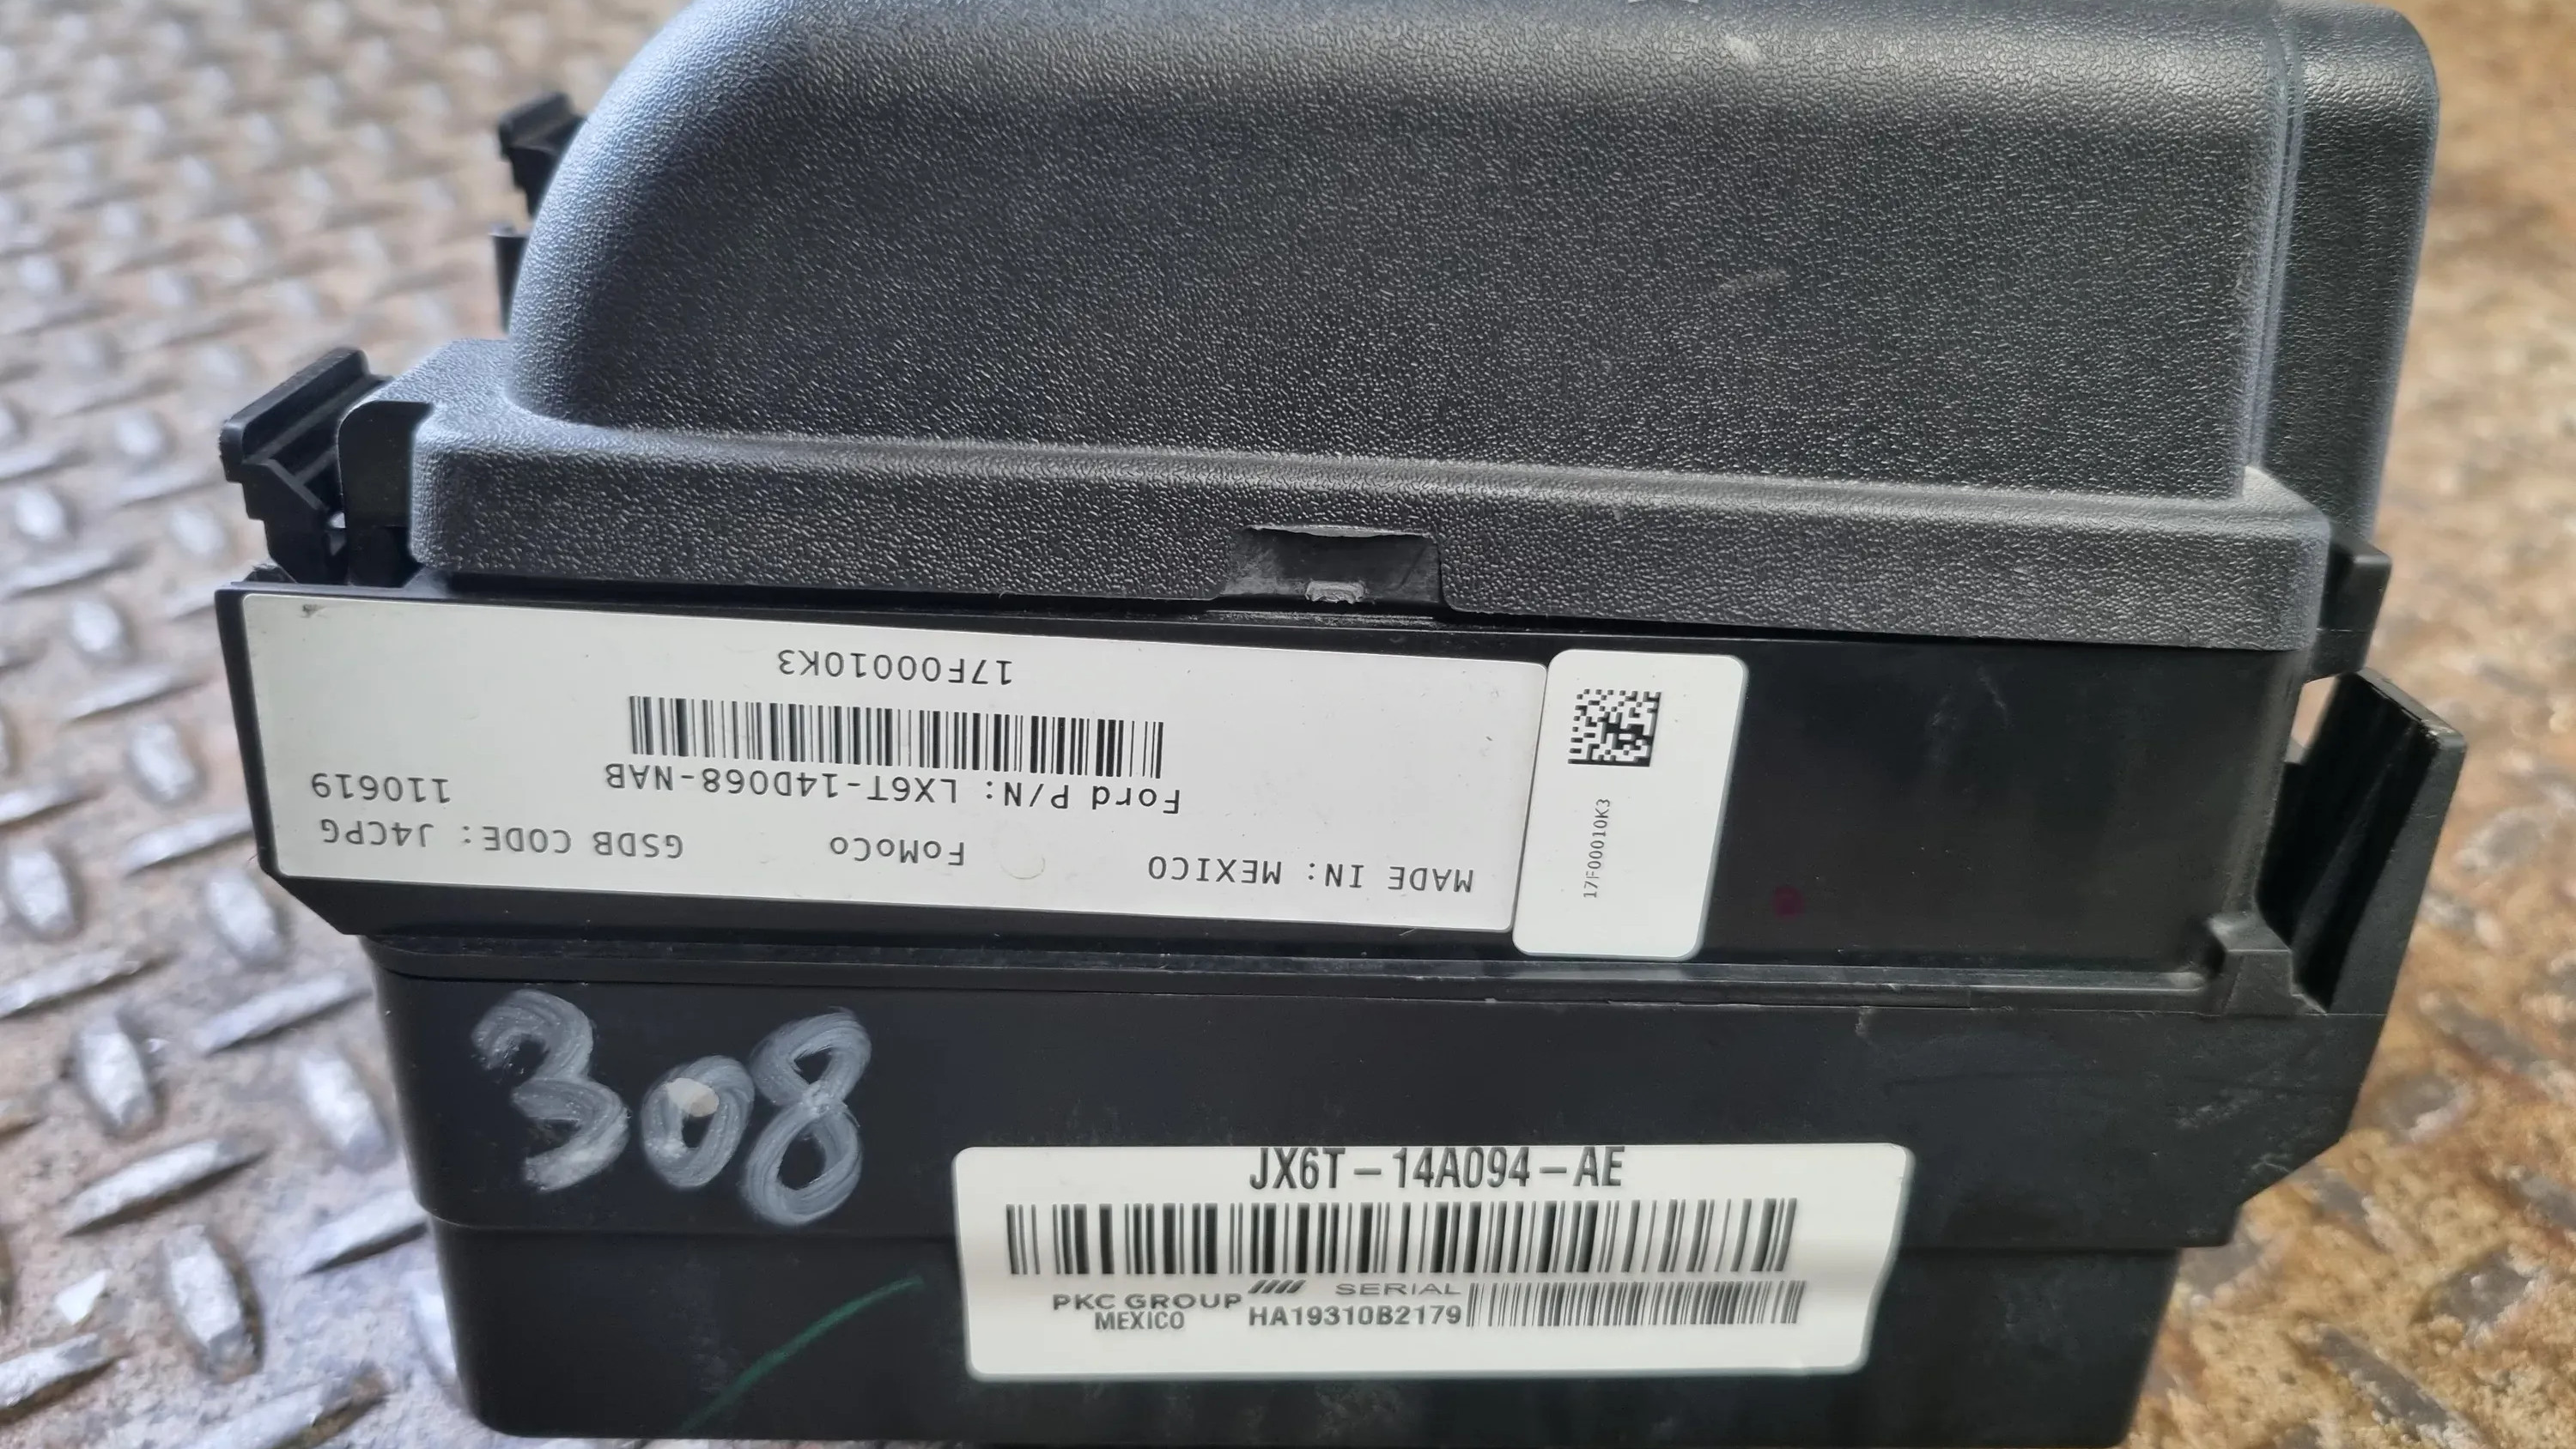 MADE IN: MEXICO FoMoCo GSDB CODE: J4CPG
Ford P/N: LX6T-14D068-NAB 110619
17F00010K3
17F00010K3
308
JX6T-14A094-AE
PKC GROUP SERIAL
MEXICO HA19310B2179